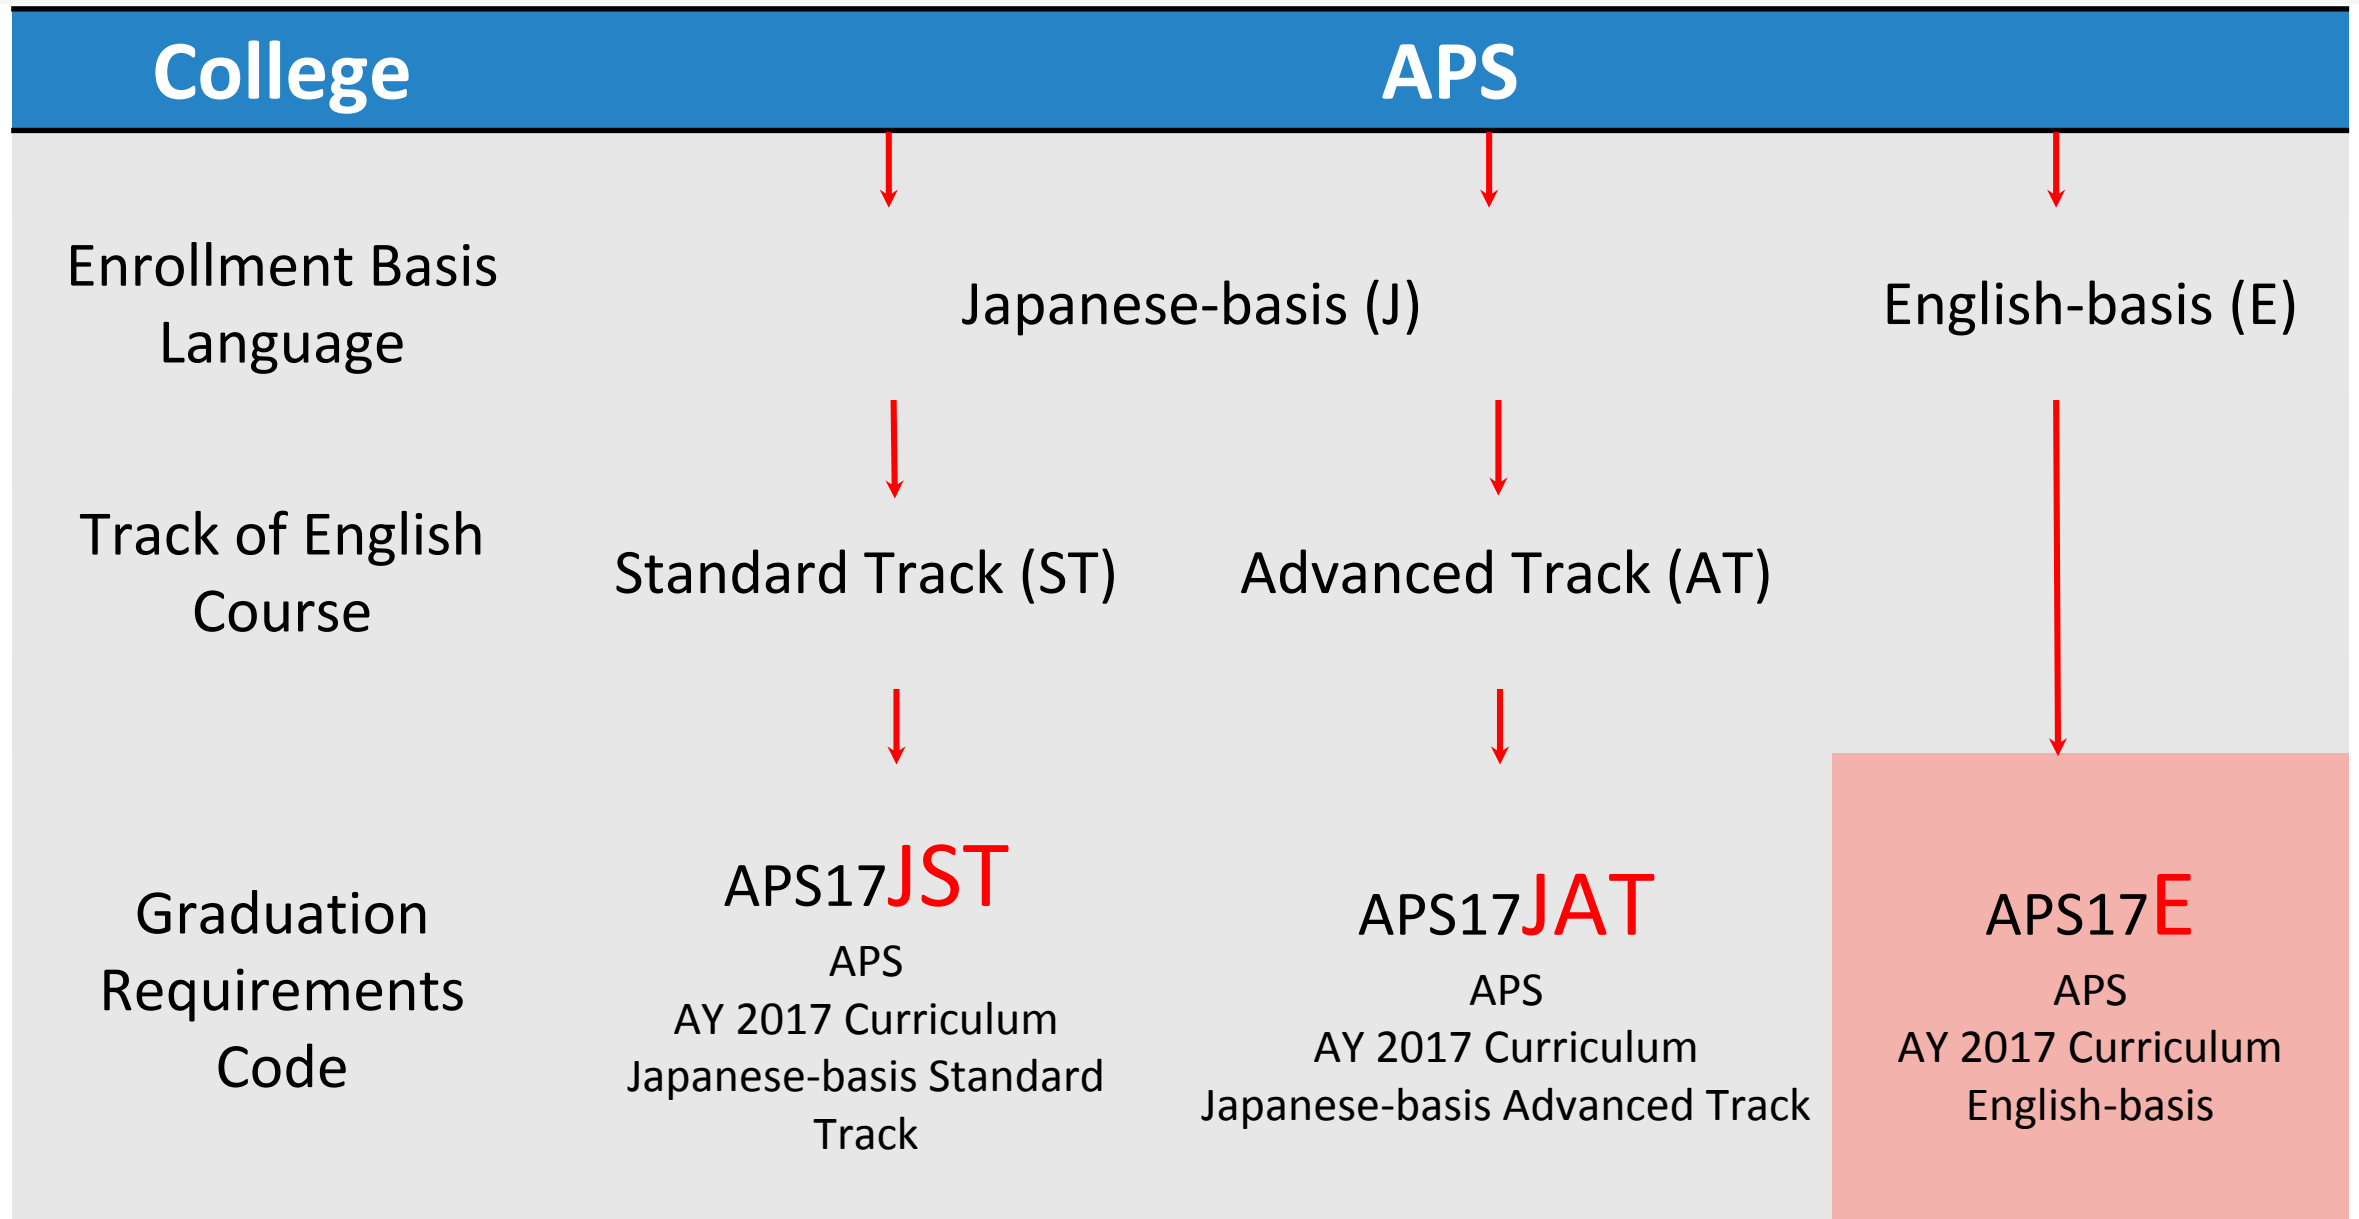 College
APS
Enrollment Basis
Language
Japanese-basis (J)
English-basis (E)
Track of English
Course
Standard Track (ST)
Advanced Track (AT)
Graduation
Requirements
Code
APS17JST
APS
AY 2017 Curriculum
Japanese-basis Standard
Track
APS17JAT
APS
AY 2017 Curriculum
Japanese-basis Advanced Track
APS17E
APS
AY 2017 Curriculum
English-basis